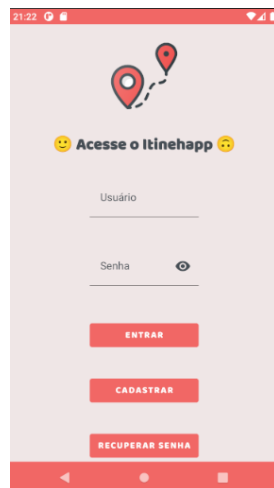 21:22
🙂 Acesse o Itinehapp 🙃
Usuário
Senha
ENTRAR
CADASTRAR
RECUPERAR SENHA